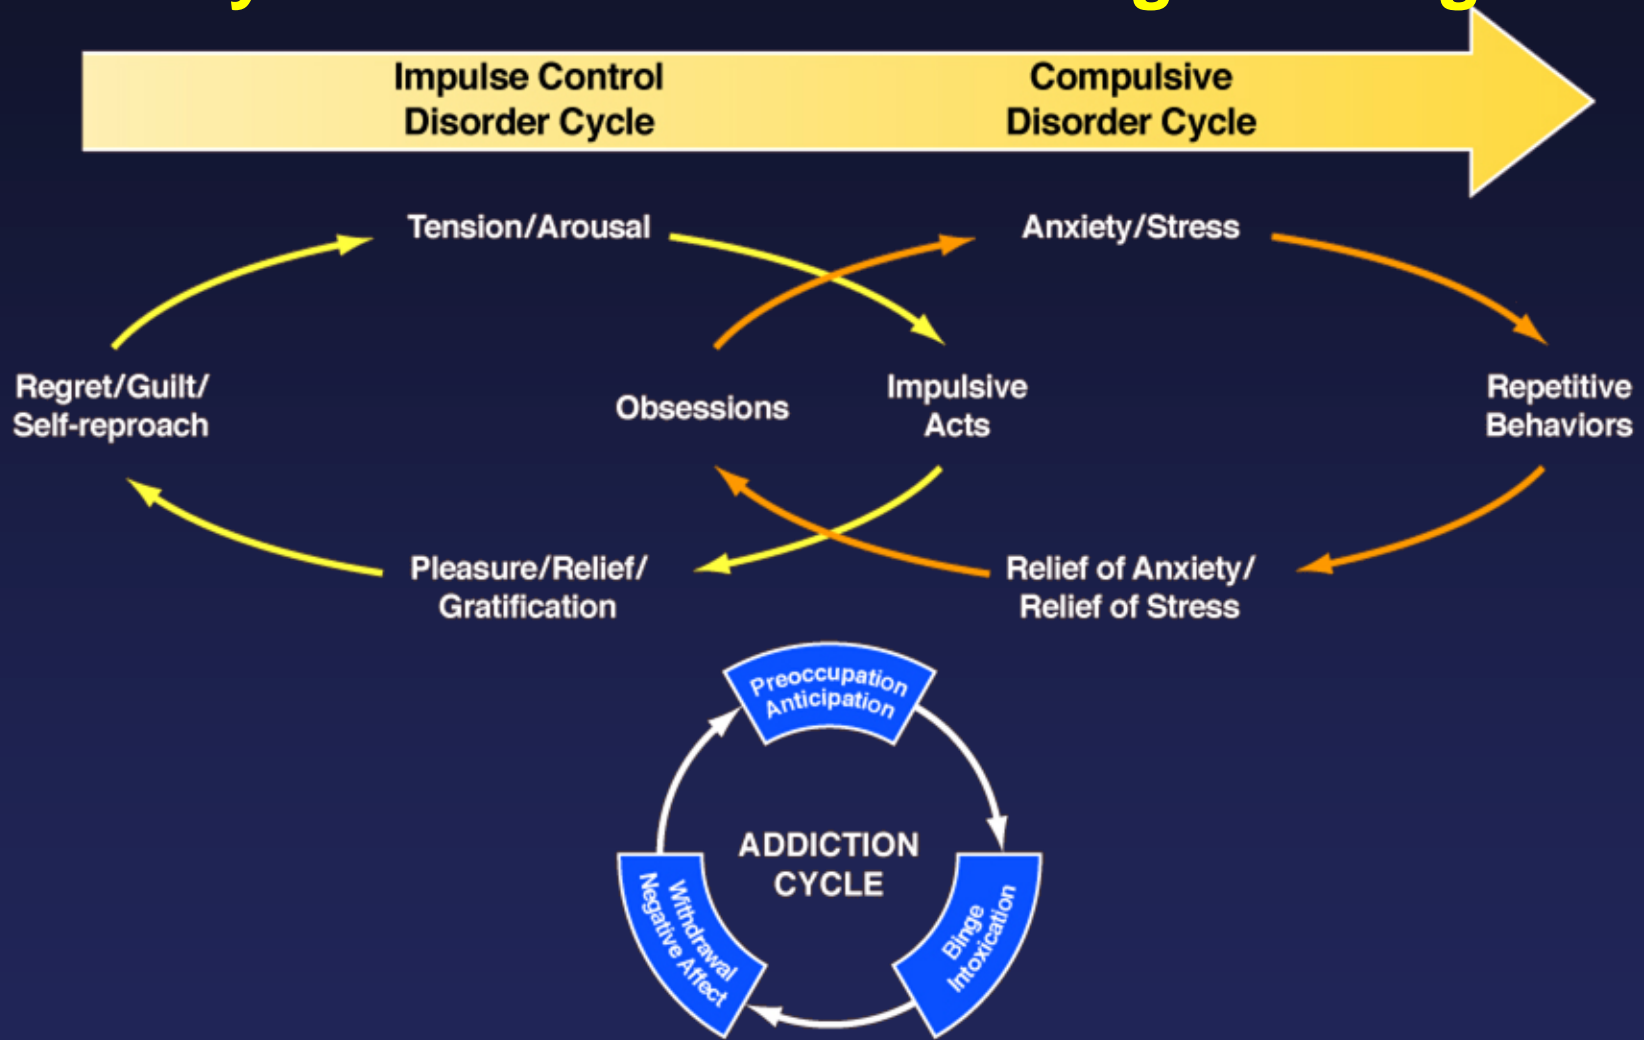 Impulse Control
Disorder Cycle
Compulsive
Disorder Cycle
Tension/Arousal
Anxiety/Stress
Regret/Guilt/
Self-reproach
Obsessions
Impulsive
Acts
Repetitive
Behaviors
Pleasure/Relief/
Gratification
Relief of Anxiety/
Relief of Stress
Preoccupation
Anticipation
ADDICTION
CYCLE
Withdrawal
Negative Affect
Binge
Intoxication